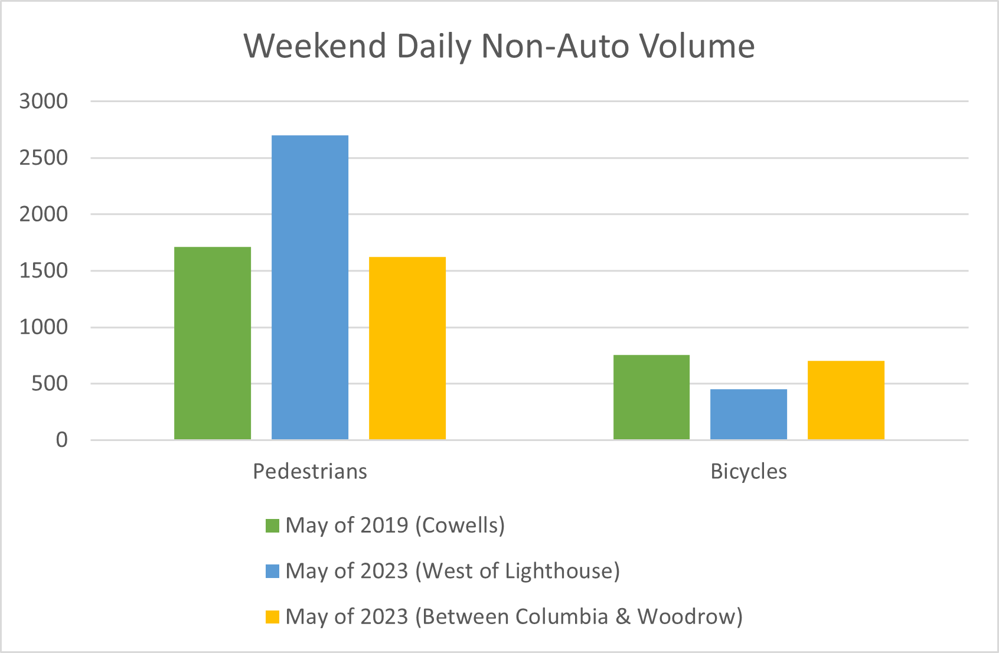 Weekend Daily Non-Auto Volume
3000
2500
2000
1500
1000
500
0
Pedestrians
Bicycles
May of 2019 (Cowells)
May of 2023 (West of Lighthouse)
May of 2023 (Between Columbia & Woodrow)